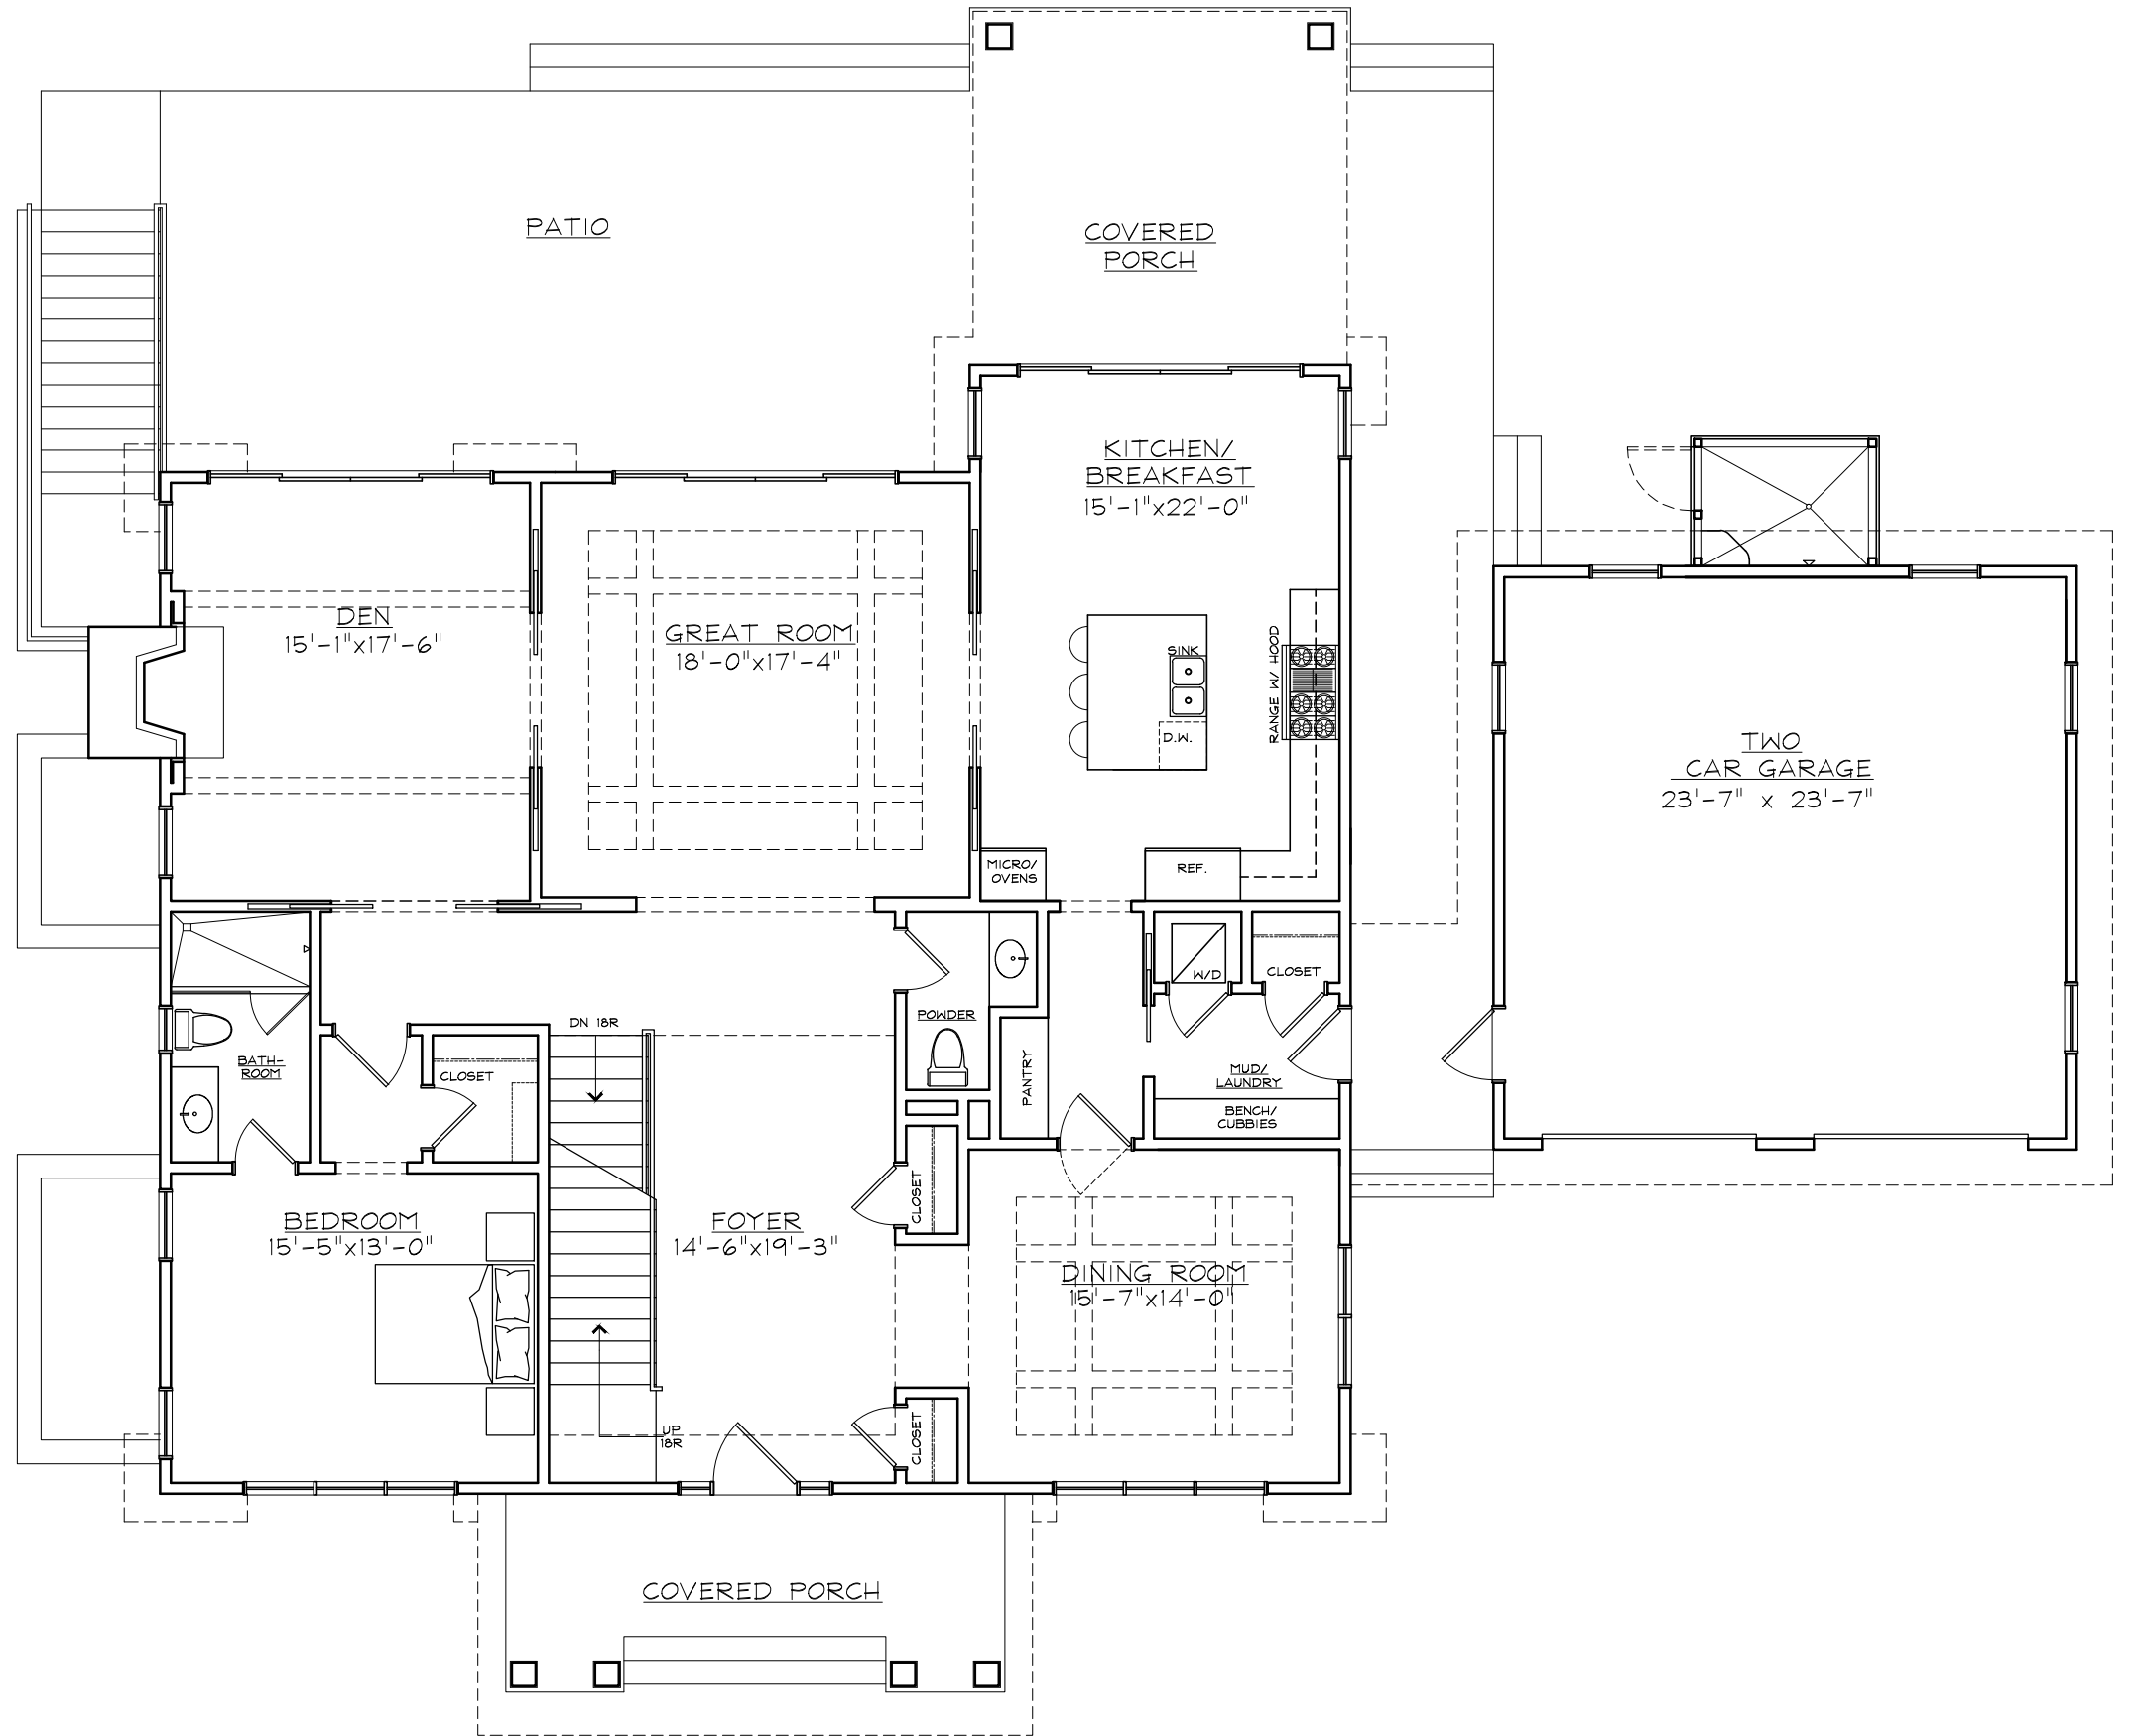 PATIO
COVERED
PORCH
KITCHEN/
BREAKFAST
15'-1"x22'-0"
DEN
15'-1"x17'-6"
GREAT ROOM
18'-0"x17'-4"
SINK
D.W.
RANGE W/ HOOD
TWO
CAR GARAGE
23'-7" x 23'-7"
MICRO/
OVENS
REF.
W/D
CLOSET
DN 18R
POWDER
BATH-
ROOM
CLOSET
PANTRY
MUD/
LAUNDRY
BENCH/
CUBBIES
CLOSET
BEDROOM
15'-5"x13'-0"
FOYER
14'-6"x19'-3"
DINING ROOM
15'-7"x14'-0"
UP
18R
CLOSET
COVERED PORCH